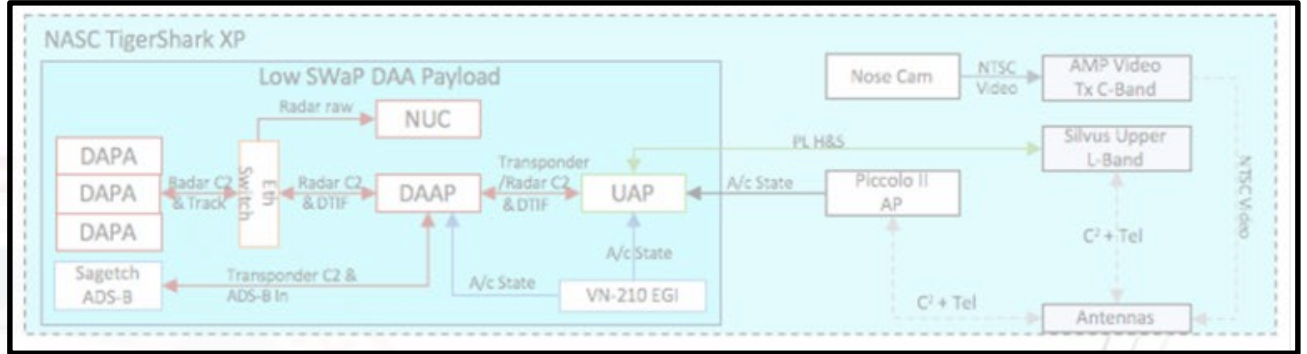 NASC TigerShark XP
Low SWaP DAA Payload
Radar raw
NUC
DAPA
DAPA
DAPA
Radar C2
& Track
Eth
Switch
Radar C2
& DTIF
DAAP
Transponder
/Radar C2
& DTIF
UAP
Sagetch
ADS-B
Transponder C2 &
ADS-B In
A/c State
A/c State
VN-210 EGI
Nose Cam
NTSC
Video
AMP Video
Tx C-Band
PL H&S
Silvus Upper
L-Band
A/c State
Piccolo II
AP
NTSC Video
C² + Tel
C² + Tel
Antennas